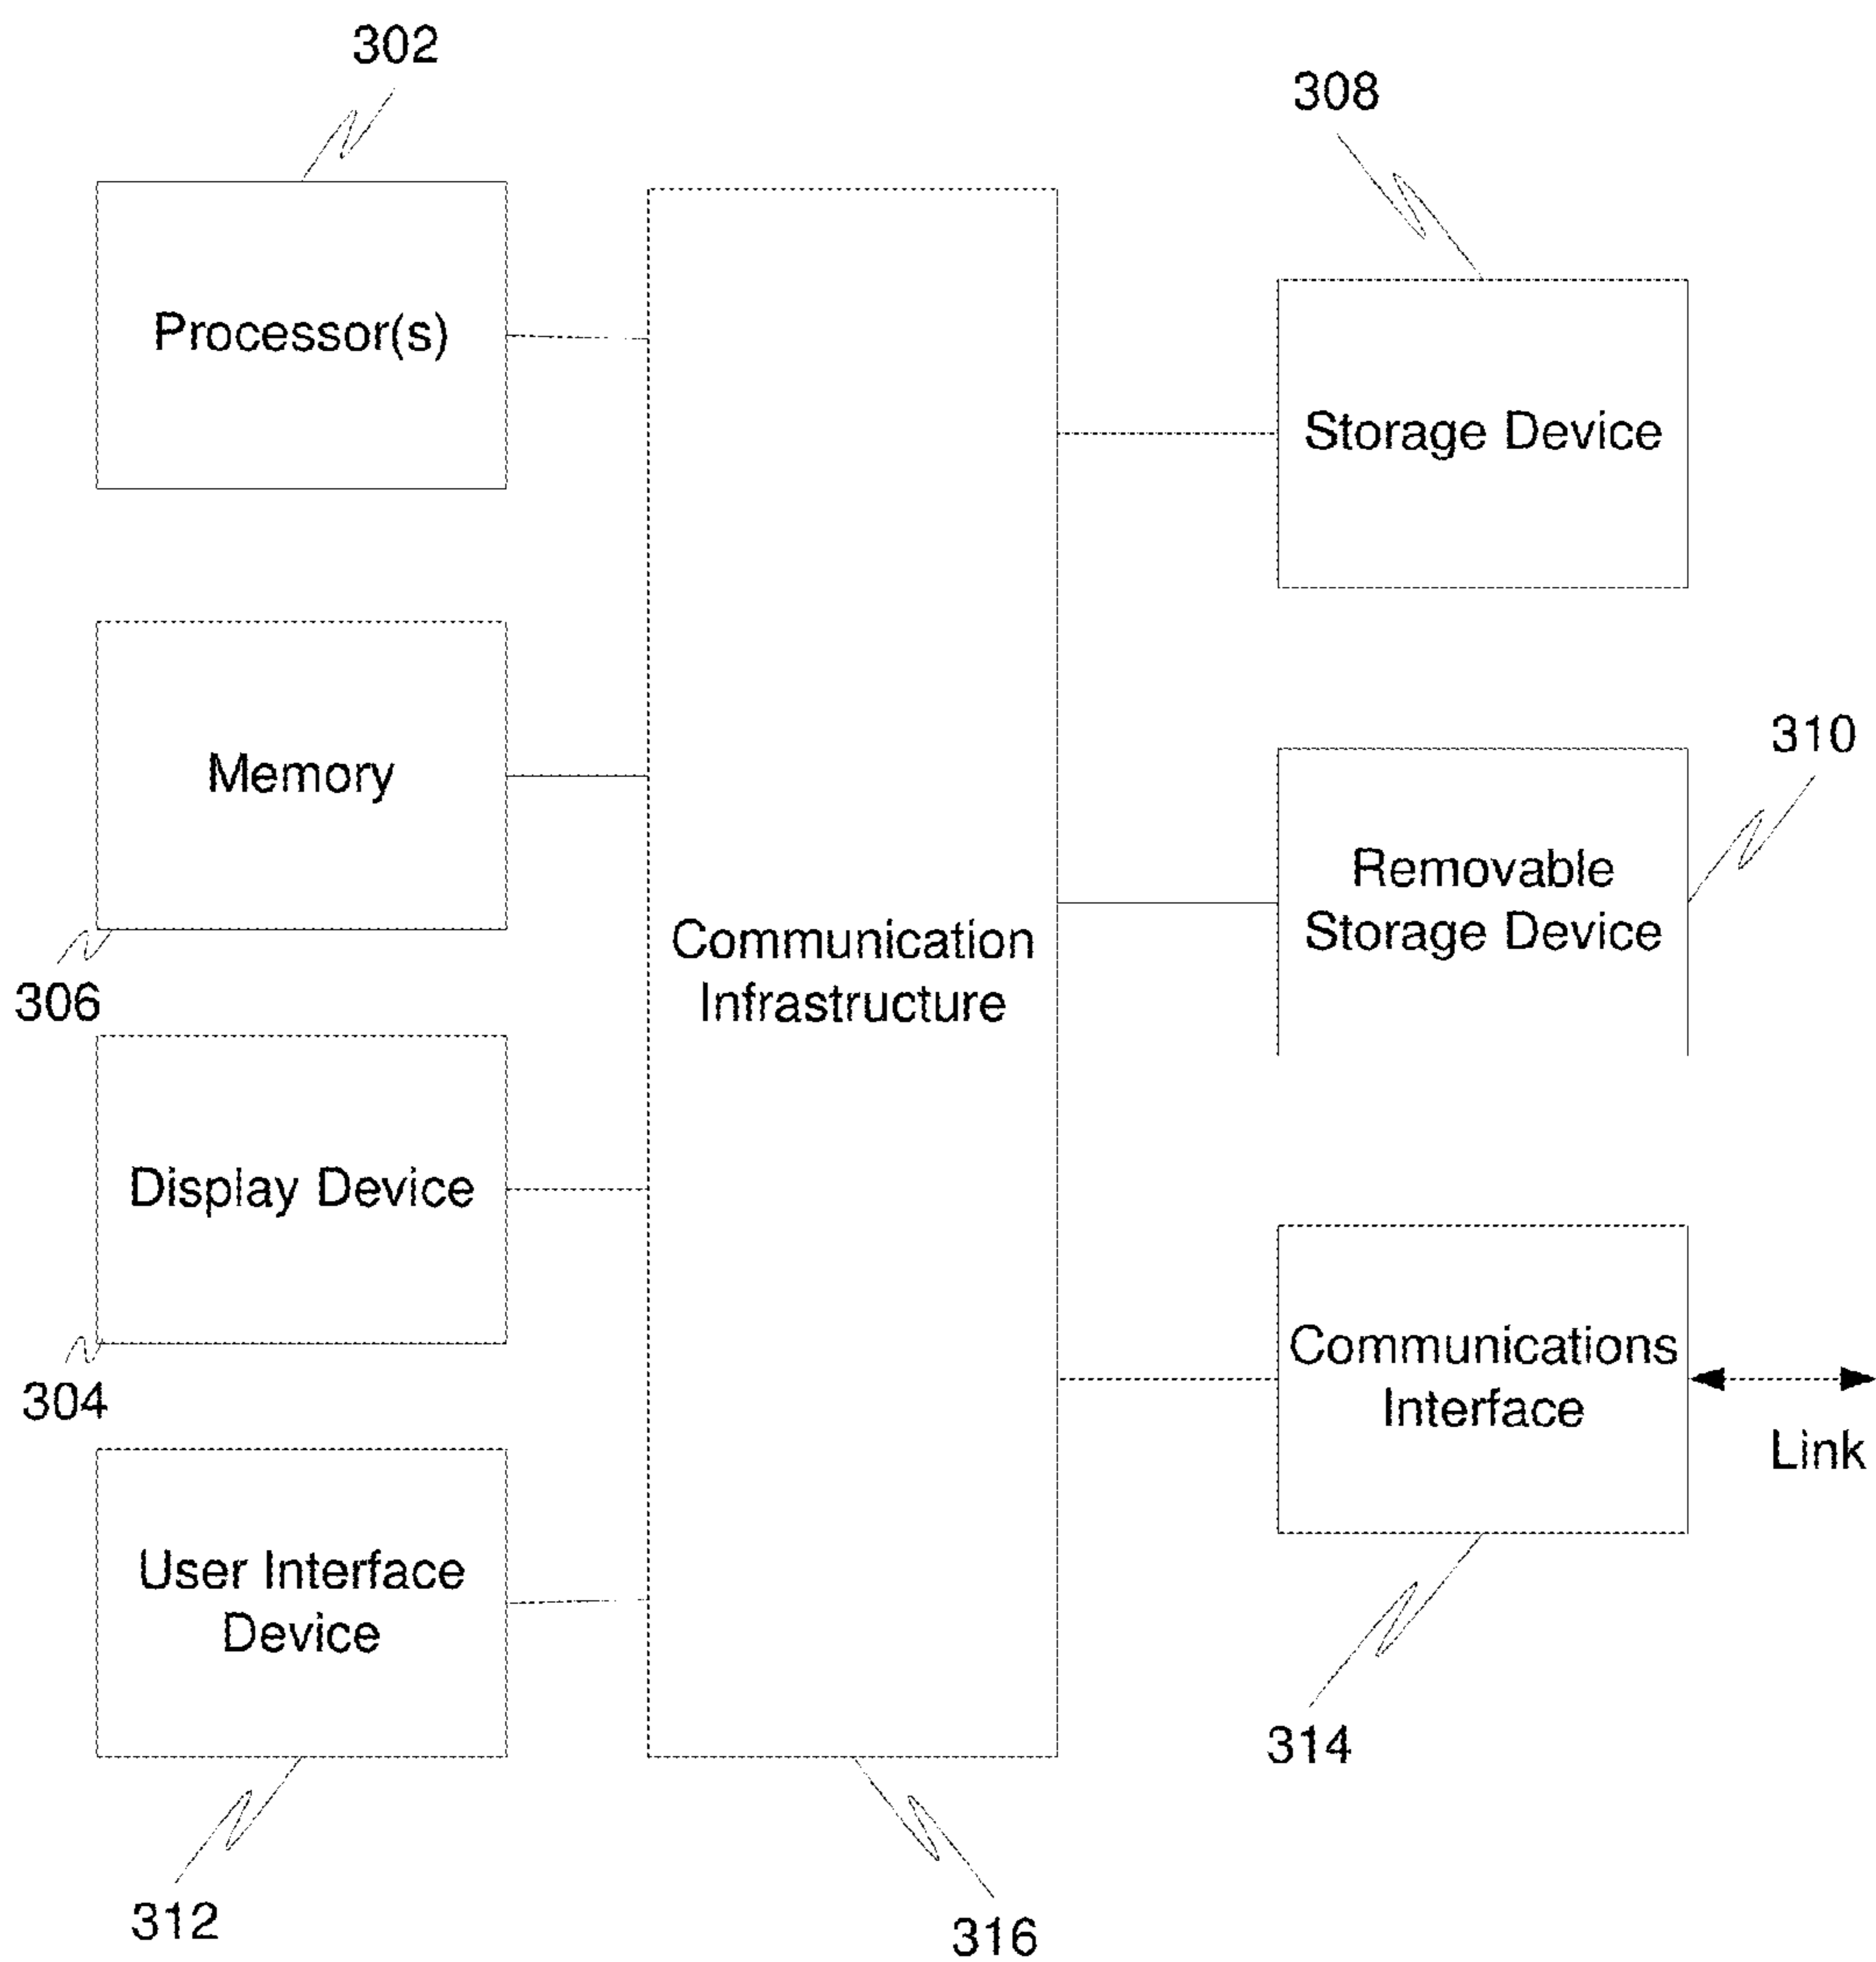 302
308
Processor(s)
Storage Device
310
Memory
Removable
Storage Device
306
Communication
Infrastructure
Display Device
304
Communications
Interface
Link
User Interface
Device
314
312
316